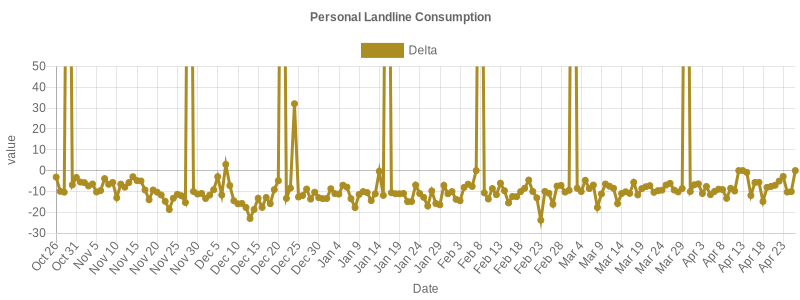 Personal Landline Consumption
Delta
value
50
40
30
20
10
0
-10
-20
-30
Oct 26
Oct 31
Nov 5
Nov 10
Nov 15
Nov 20
Nov 25
Nov 30
Dec 5
Dec 10
Dec 15
Dec 20
Dec 25
Dec 30
Jan 4
Jan 9
Jan 14
Jan 19
Jan 24
Jan 29
Feb 3
Feb 8
Feb 13
Feb 18
Feb 23
Feb 28
Mar 4
Mar 9
Mar 14
Mar 19
Mar 24
Mar 29
Apr 3
Apr 8
Apr 13
Apr 18
Apr 23
Date